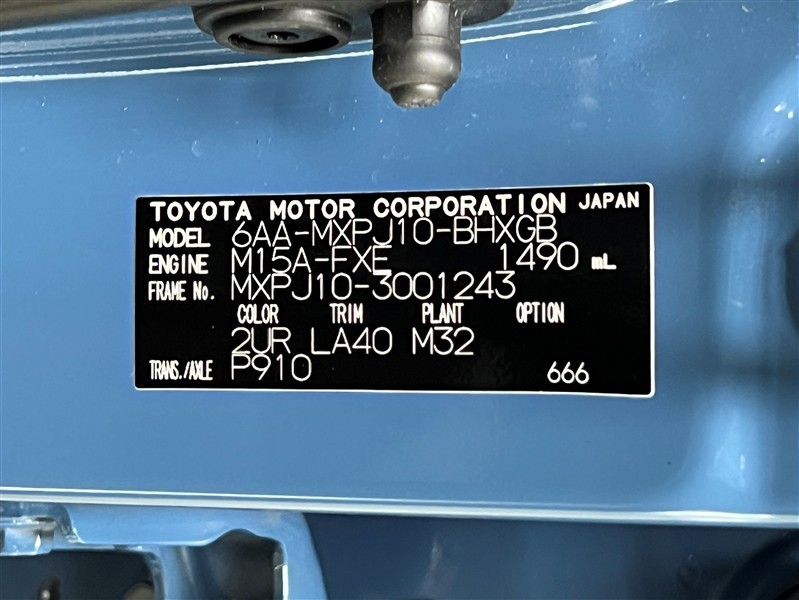 TOYOTA MOTOR CORPORATION JAPAN
MODEL 6AA-MXPJ10-BHXGB
ENGINE M15A-FXE 1490 mL
FRAME No. MXPJ10-3001243
COLOR TRIM PLANT OPTION
2UR LA40 M32
TRANS./AXLE P910 666